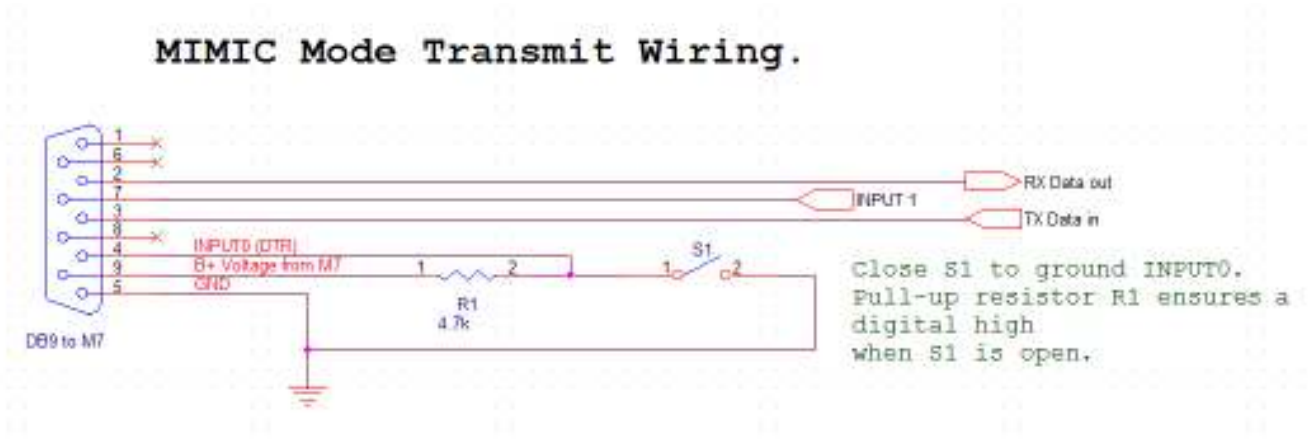 MIMIC Mode Transmit Wiring.
1
6
2
7
3
8
4
9
5
RX Data out
INPUT 1
TX Data in
INPUT0 (DTR)
B+ Voltage from M7
GND
1
2
R1
4.7k
S1
1
2
DB9 to M7
Close S1 to ground INPUT0.
Pull-up resistor R1 ensures a
digital high
when S1 is open.